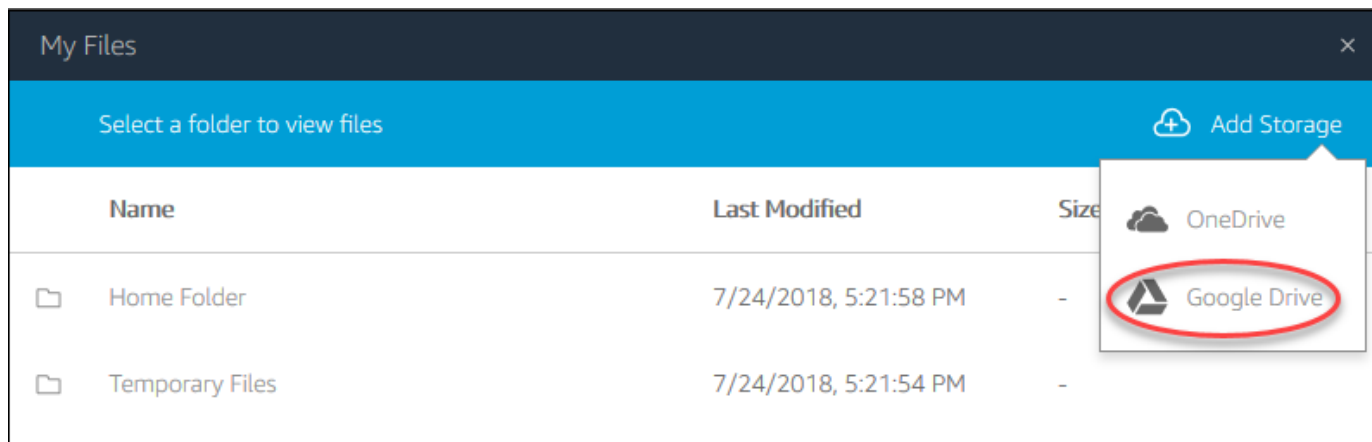 My Files ×
Select a folder to view files Add Storage
Name Last Modified Size
OneDrive
Home Folder 7/24/2018, 5:21:58 PM - Google Drive
Temporary Files 7/24/2018, 5:21:54 PM -